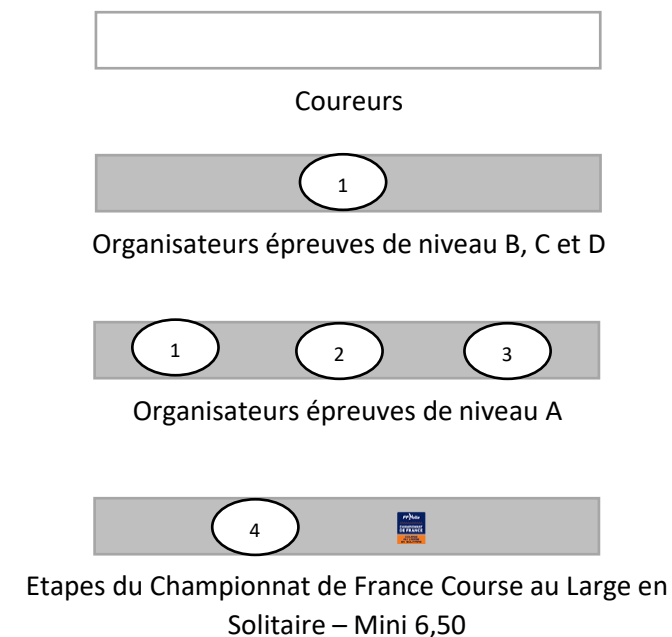 Coureurs
1
Organisateurs épreuves de niveau B, C et D
1 2 3
Organisateurs épreuves de niveau A
4
Etapes du Championnat de France Course au Large en
Solitaire – Mini 6,50